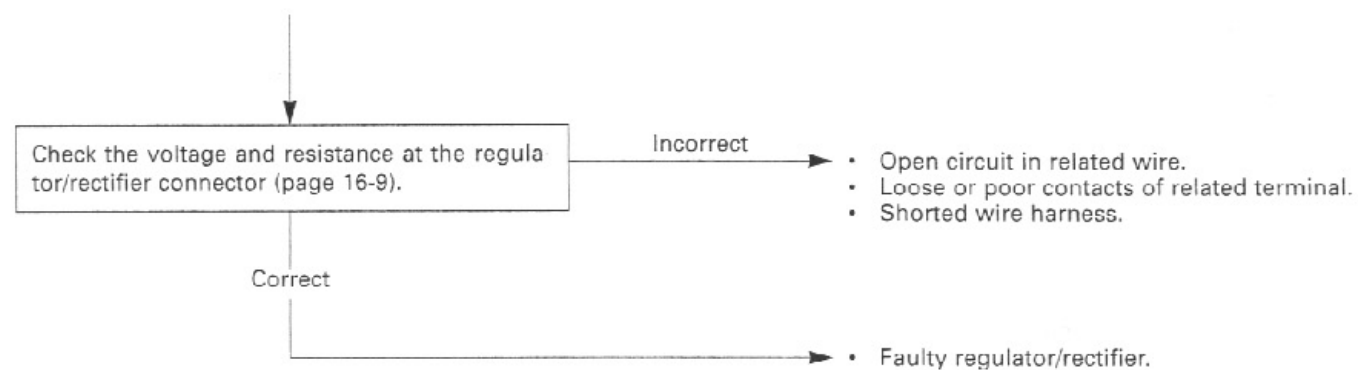 Check the voltage and resistance at the regula
tor/rectifier connector (page 16-9).
Incorrect
• Open circuit in related wire.
• Loose or poor contacts of related terminal.
• Shorted wire harness.
Correct
• Faulty regulator/rectifier.